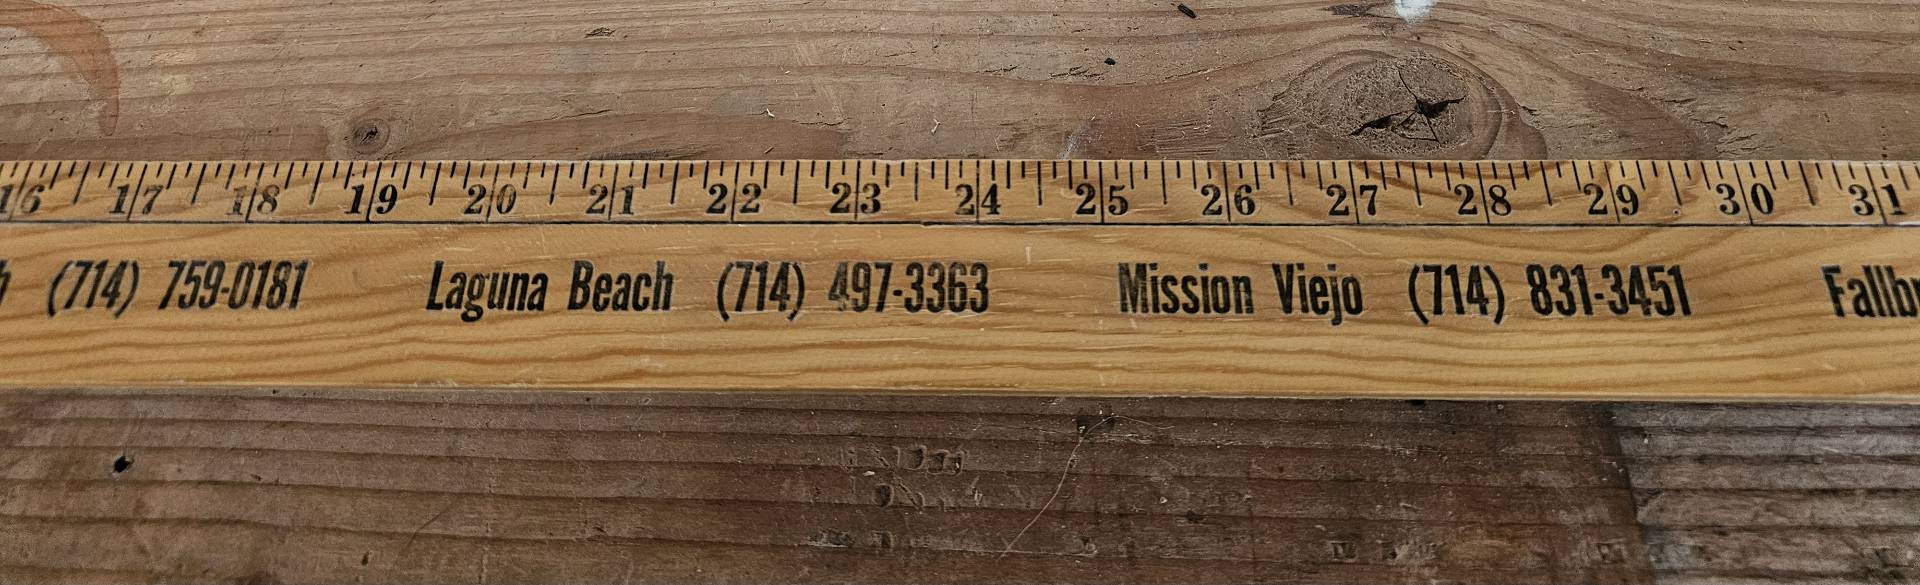 16 17 18 19 20 21 22 23 24 25 26 27 28 29 30 31
(714) 759-0181 Laguna Beach (714) 497-3363 Mission Viejo (714) 831-3451